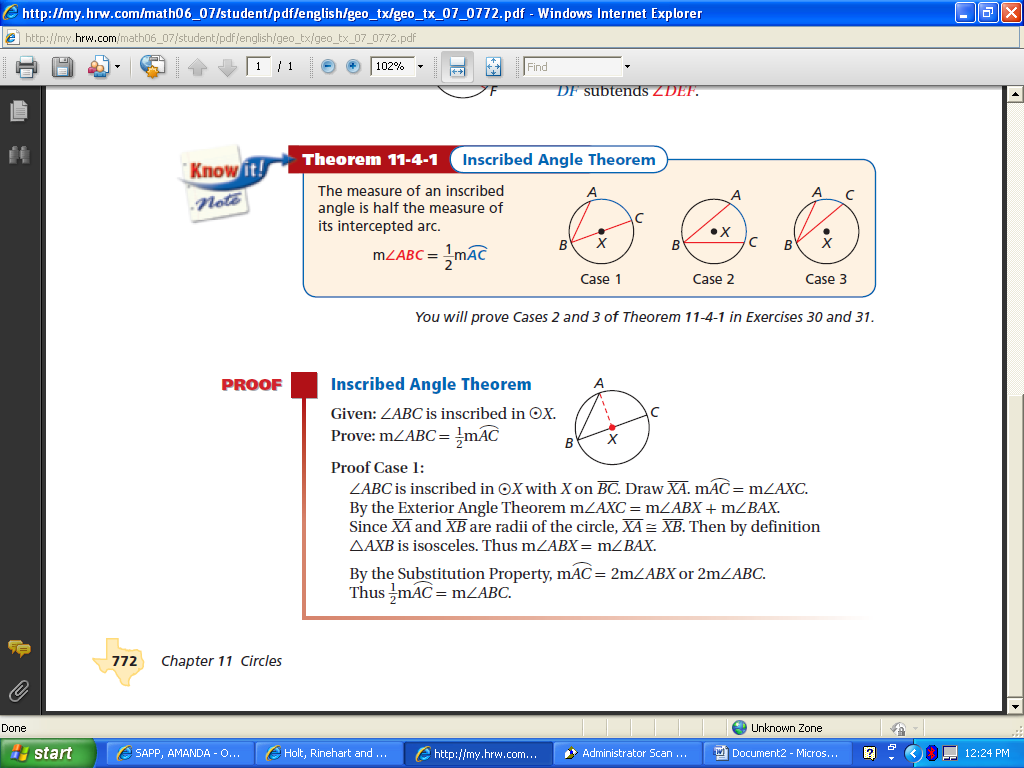 http://my.hrw.com/math06_07/student/pdf/english/geo_tx/geo_tx_07_0772.pdf - Windows Internet Explorer
http://my.hrw.com/math06_07/student/pdf/english/geo_tx/geo_tx_07_0772.pdf
1 / 1 102% Find
F DF subtends ∠DEF.
Know it! Note
Theorem 11-4-1 Inscribed Angle Theorem
The measure of an inscribed
angle is half the measure of
its intercepted arc.
m∠ABC = 1/2 mAC
A B C X
Case 1
A B C X
Case 2
A B C X
Case 3
You will prove Cases 2 and 3 of Theorem 11-4-1 in Exercises 30 and 31.
PROOF Inscribed Angle Theorem
Given: ∠ABC is inscribed in ⊙X.
Prove: m∠ABC = 1/2 mAC
A B C X
Proof Case 1:
∠ABC is inscribed in ⊙X with X on BC. Draw XA. mAC = m∠AXC.
By the Exterior Angle Theorem m∠AXC = m∠ABX + m∠BAX.
Since XA and XB are radii of the circle, XA ≅ XB. Then by definition
△AXB is isosceles. Thus m∠ABX = m∠BAX.
By the Substitution Property, mAC = 2m∠ABX or 2m∠ABC.
Thus 1/2 mAC = m∠ABC.
772 Chapter 11 Circles
Done Unknown Zone
start SAPP, AMANDA - O... Holt, Rinehart and ... http://my.hrw.com... Administrator Scan ... Document2 - Micros... 12:24 PM